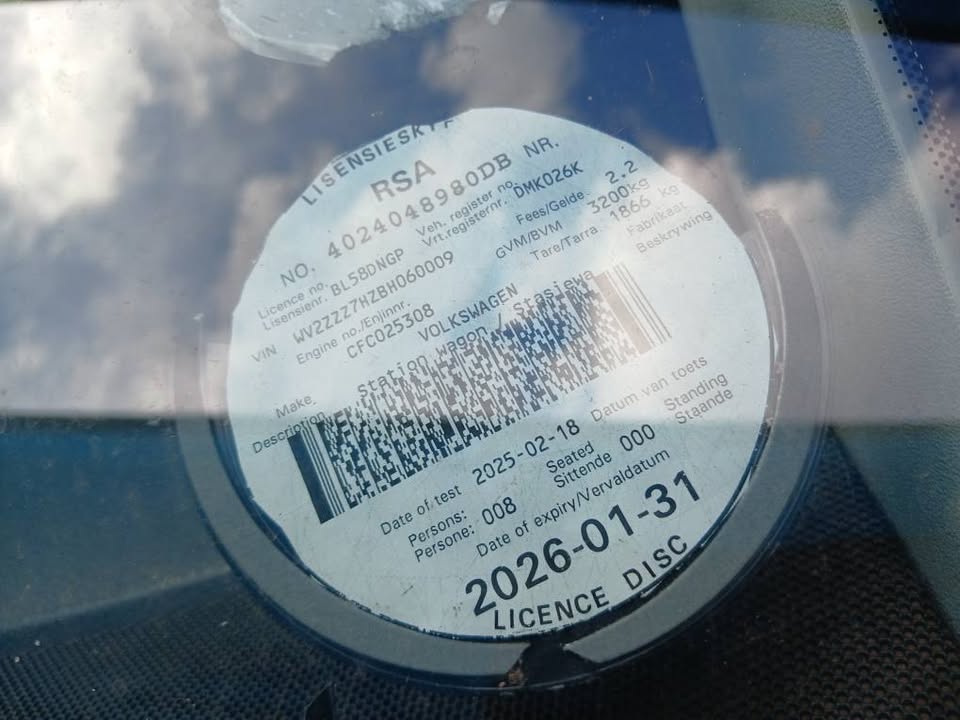 LISENSIESKYF
RSA
NO. 4024048980DB NR.
Licence no. Veh. register no.
Lisensienr. BL58DNGP Vrt.registernr. DMK026K
VIN WV2ZZZ7HZBH060009 Fees/Gelde. 2.2
Engine no./Enjinnr. GVM/BVM 3200kg
CFC025308 Tare/Tarra. 1866 kg
Make. VOLKSWAGEN Fabrikaat
Description Station wagon / Stasiewa Beskrywing
Date of test 2025-02-18 Datum van toets
Persons: Seated Standing
Persone: 008 Sittende 000 Staande
Date of expiry/Vervaldatum
2026-01-31
LICENCE DISC